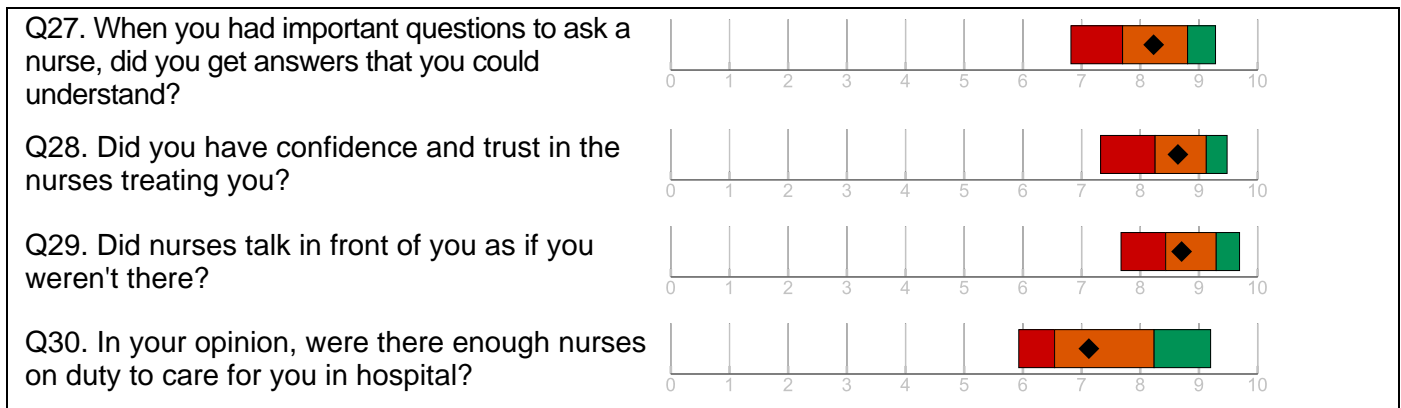 Q27. When you had important questions to ask a
nurse, did you get answers that you could
understand?
0 1 2 3 4 5 6 7 8 9 10
Q28. Did you have confidence and trust in the
nurses treating you?
0 1 2 3 4 5 6 7 8 9 10
Q29. Did nurses talk in front of you as if you
weren't there?
0 1 2 3 4 5 6 7 8 9 10
Q30. In your opinion, were there enough nurses
on duty to care for you in hospital?
0 1 2 3 4 5 6 7 8 9 10